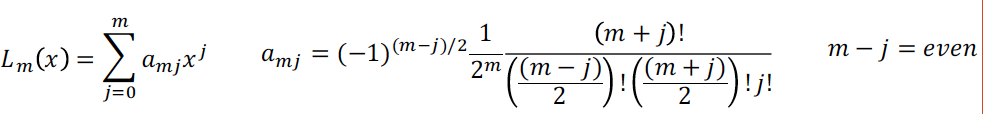 L_m(x) = \sum_{j=0}^{m} a_{mj} x^j    a_{mj} = (-1)^{(m-j)/2} \frac{1}{2^m} \frac{(m+j)!}{\left(\frac{(m-j)}{2}\right)! \left(\frac{(m+j)}{2}\right)! j!}    m - j = even